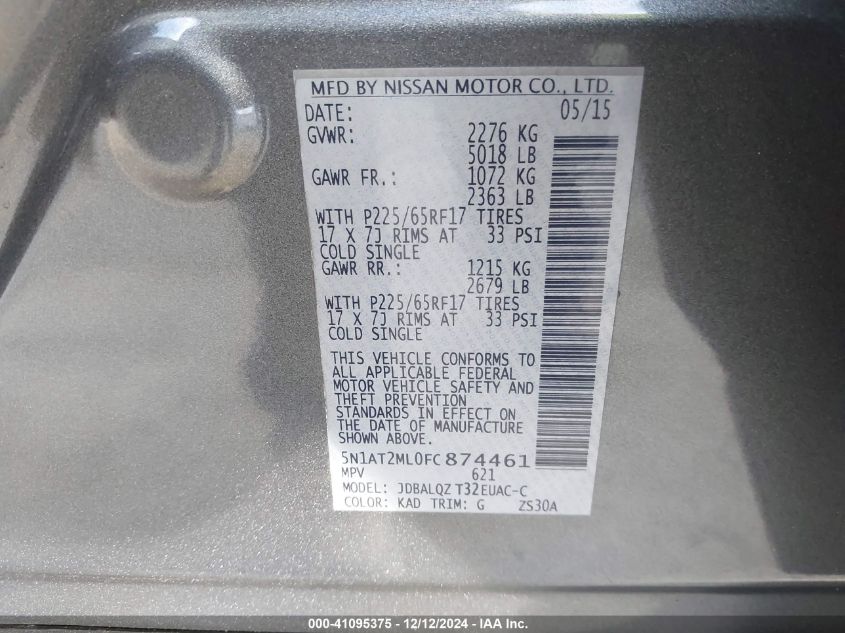 MFD BY NISSAN MOTOR CO., LTD.
DATE: 05/15
GVWR: 2276 KG
5018 LB
GAWR FR.: 1072 KG
2363 LB
WITH P225/65RF17 TIRES
17 X 7J RIMS AT 33 PSI
COLD SINGLE
GAWR RR.: 1215 KG
2679 LB
WITH P225/65RF17 TIRES
17 X 7J RIMS AT 33 PSI
COLD SINGLE
THIS VEHICLE CONFORMS TO
ALL APPLICABLE FEDERAL
MOTOR VEHICLE SAFETY AND
THEFT PREVENTION
STANDARDS IN EFFECT ON
THE DATE OF MANUFACTURE
SHOWN ABOVE.
5N1AT2ML0FC874461
MPV 621
MODEL: JDBALQZ T32EUAC-C
COLOR: KAD TRIM: G ZS30A
000-41095375 - 12/12/2024 - IAA Inc.